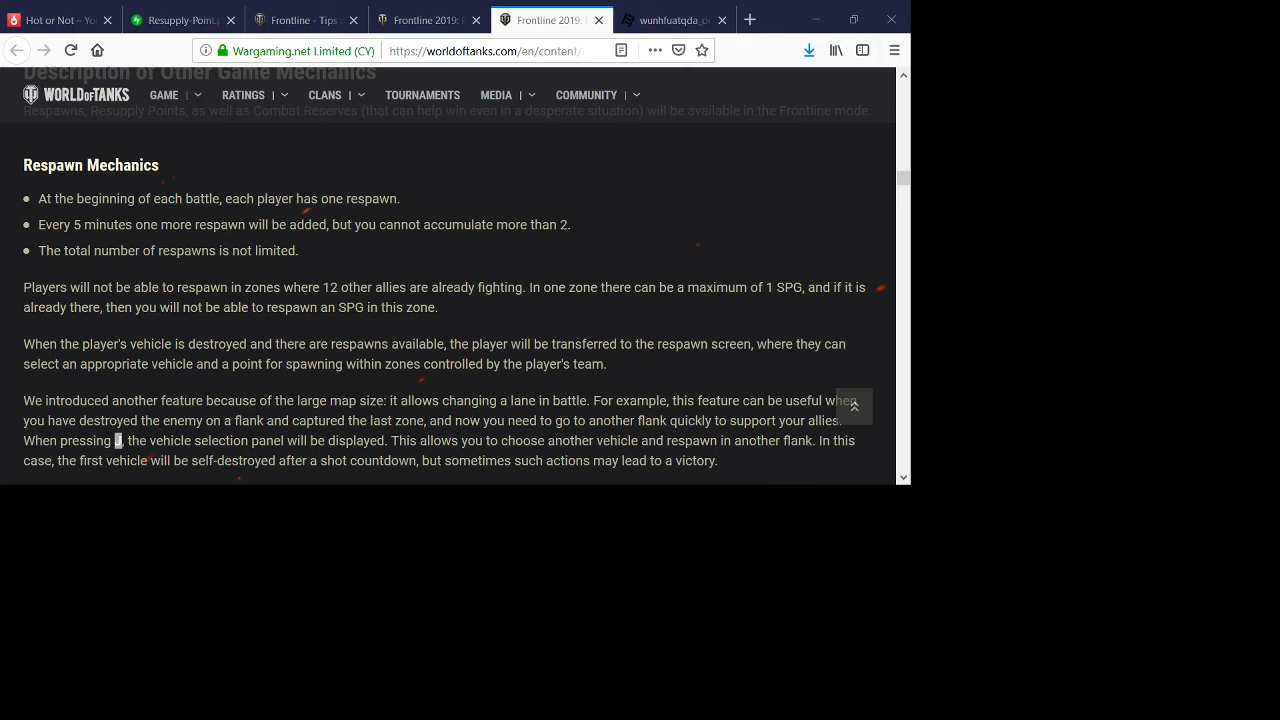 Hot or Not – Yo
Resupply-Point.p
Frontline - Tips o
Frontline 2019:
Frontline 2019:
wunhfuatqda_o
Wargaming.net Limited (CY)
https://worldoftanks.com/en/content/
Description of Other Game Mechanics
WORLD OF TANKS
GAME
RATINGS
CLANS
TOURNAMENTS
MEDIA
COMMUNITY
Respawns, Resupply Points, as well as Combat Reserves (that can help win even in a desperate situation) will be available in the Frontline mode.
Respawn Mechanics
At the beginning of each battle, each player has one respawn.
Every 5 minutes one more respawn will be added, but you cannot accumulate more than 2.
The total number of respawns is not limited.
Players will not be able to respawn in zones where 12 other allies are already fighting. In one zone there can be a maximum of 1 SPG, and if it is
already there, then you will not be able to respawn an SPG in this zone.
When the player's vehicle is destroyed and there are respawns available, the player will be transferred to the respawn screen, where they can
select an appropriate vehicle and a point for spawning within zones controlled by the player's team.
We introduced another feature because of the large map size: it allows changing a lane in battle. For example, this feature can be useful when
you have destroyed the enemy on a flank and captured the last zone, and now you need to go to another flank quickly to support your allies.
When pressing J, the vehicle selection panel will be displayed. This allows you to choose another vehicle and respawn in another flank. In this
case, the first vehicle will be self-destroyed after a shot countdown, but sometimes such actions may lead to a victory.